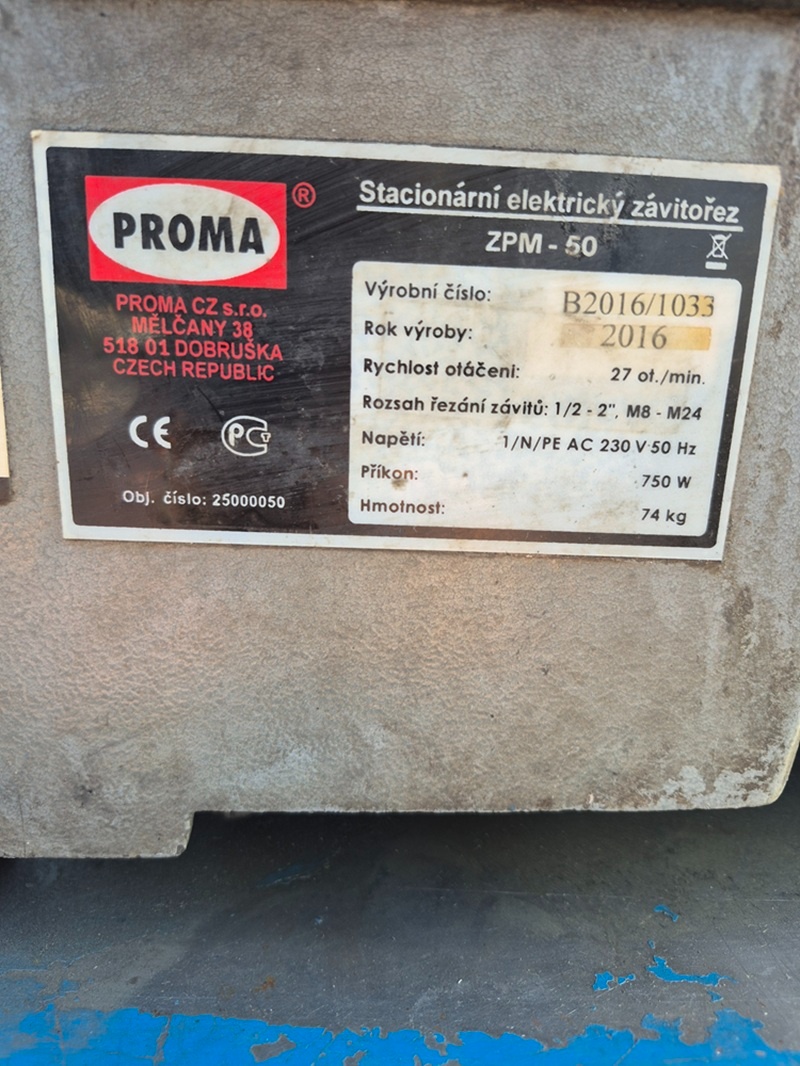 PROMA ®
PROMA CZ s.r.o.
MĚLČANY 38
518 01 DOBRUŠKA
CZECH REPUBLIC
CE PCT
Obj. číslo: 25000050
Stacionární elektrický závitořez
ZPM - 50
Výrobní číslo: B2016/1033
Rok výroby: 2016
Rychlost otáčeni: 27 ot./min.
Rozsah řezání závitů: 1/2 - 2", M8 - M24
Napětí: 1/N/PE AC 230 V 50 Hz
Příkon: 750 W
Hmotnost: 74 kg